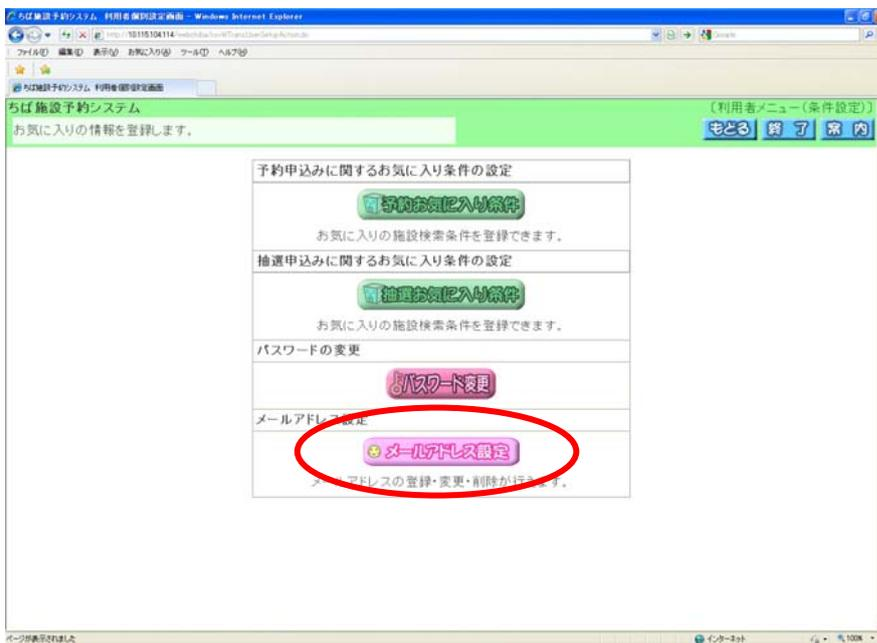 ちば施設予約システム 利用者個別設定画面 - Windows Internet Explorer
ファイル(F) 編集(E) 表示(V) お気に入り(A) ツール(T) ヘルプ(H)
ちば施設予約システム 利用者個別設定画面
ちば施設予約システム
[利用者メニュー(条件設定)]
お気に入りの情報を登録します。
もどる 終了 案内
予約申込みに関するお気に入り条件の設定
予約お気に入り条件
お気に入りの施設検索条件を登録できます。
抽選申込みに関するお気に入り条件の設定
抽選お気に入り条件
お気に入りの施設検索条件を登録できます。
パスワードの変更
パスワード変更
メールアドレス設定
メールアドレス設定
メールアドレスの登録・変更・削除が行えます。
ページが表示されました
インターネット
100%